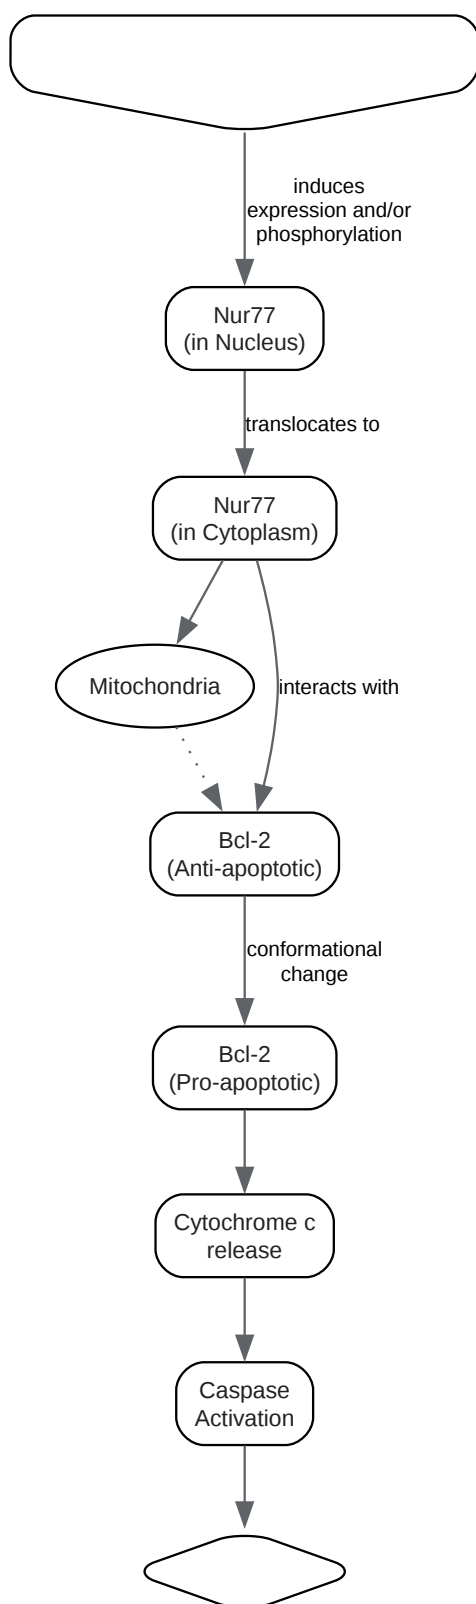 induces
expression and/or
phosphorylation
Nur77
(in Nucleus)
translocates to
Nur77
(in Cytoplasm)
Mitochondria
interacts with
Bcl-2
(Anti-apoptotic)
conformational
change
Bcl-2
(Pro-apoptotic)
Cytochrome c
release
Caspase
Activation